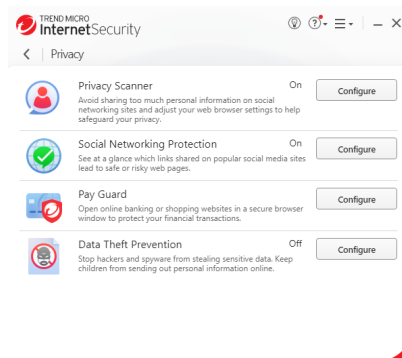 TREND MICRO
InternetSecurity
?
Privacy
Privacy Scanner On Configure
Avoid sharing too much personal information on social
networking sites and adjust your web browser settings to help
safeguard your privacy.
Social Networking Protection On Configure
See at a glance which links shared on popular social media sites
lead to safe or risky web pages.
Pay Guard Configure
Open online banking or shopping websites in a secure browser
window to protect your financial transactions.
Data Theft Prevention Off Configure
Stop hackers and spyware from stealing sensitive data. Keep
children from sending out personal information online.